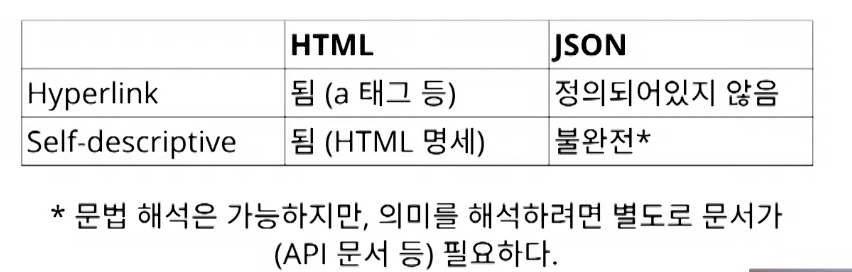 HTML JSON
Hyperlink 됨 (a 태그 등) 정의되어있지 않음
Self-descriptive 됨 (HTML 명세) 불완전*
* 문법 해석은 가능하지만, 의미를 해석하려면 별도로 문서가
(API 문서 등) 필요하다.